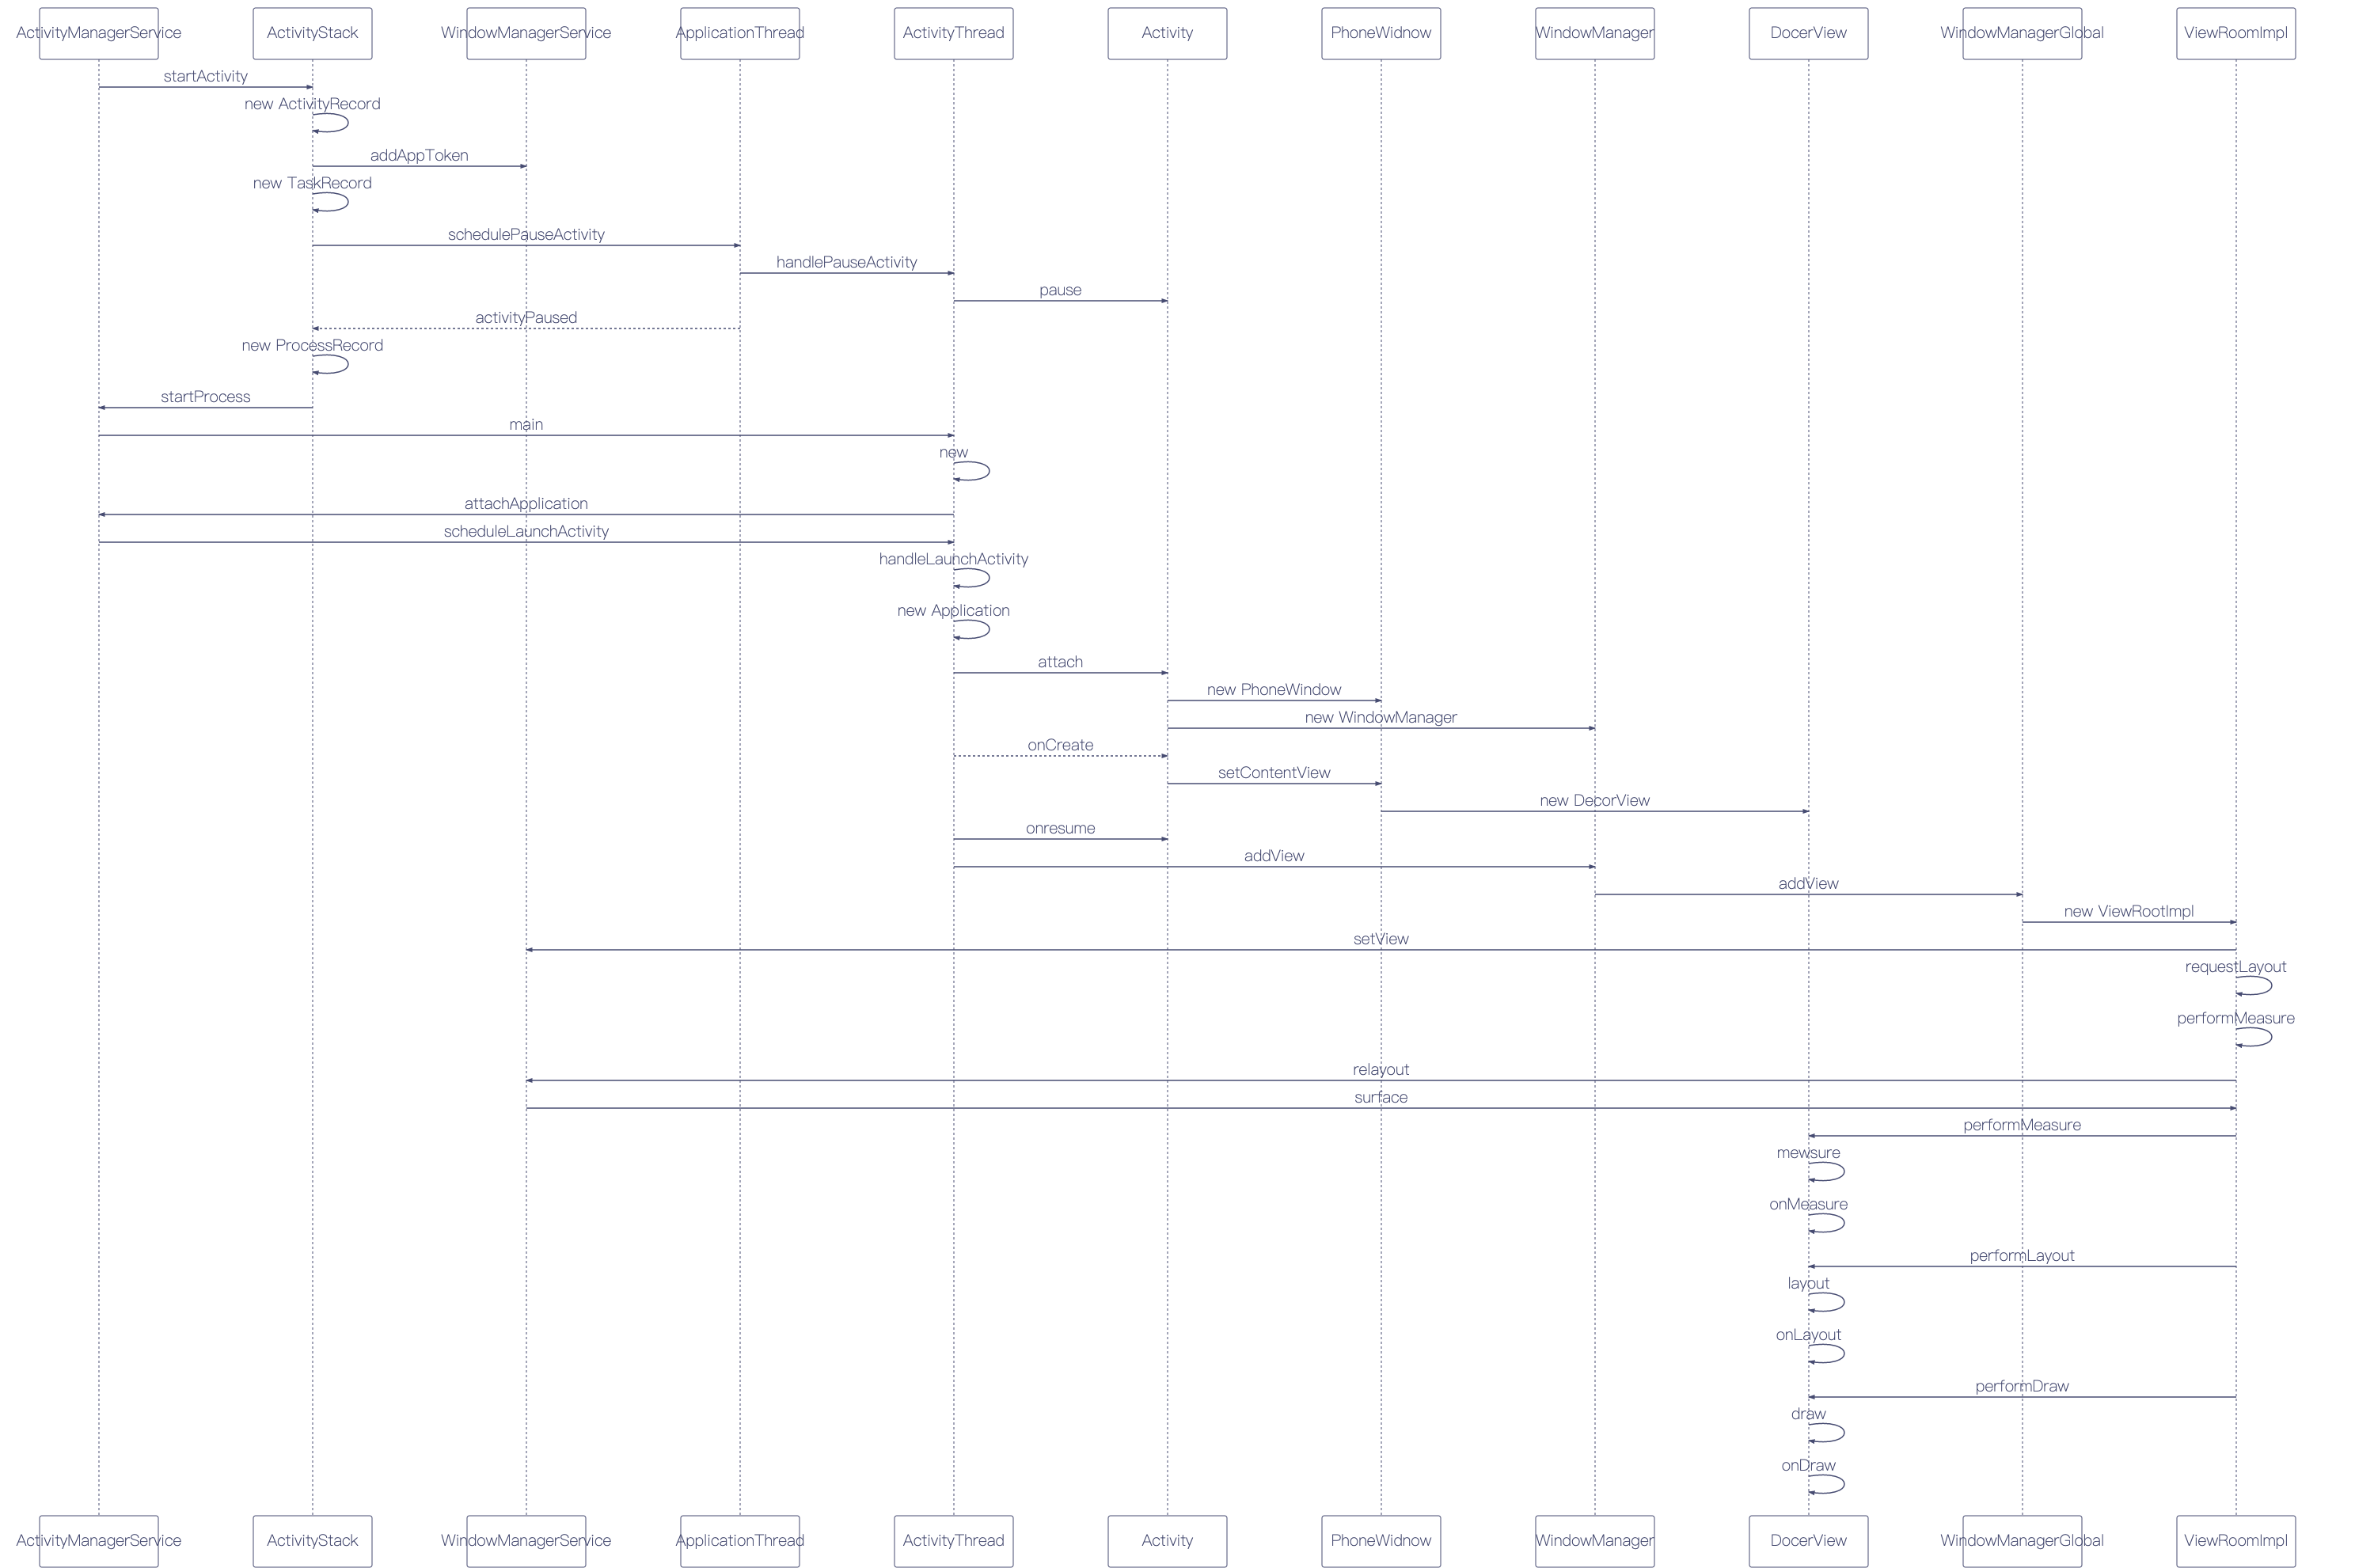 ActivityManagerService
ActivityStack
WindowManagerService
ApplicationThread
ActivityThread
Activity
PhoneWidnow
WindowManager
DocerView
WindowManagerGlobal
ViewRoomImpl
startActivity
new ActivityRecord
addAppToken
new TaskRecord
schedulePauseActivity
handlePauseActivity
pause
activityPaused
new ProcessRecord
startProcess
main
new
attachApplication
scheduleLaunchActivity
handleLaunchActivity
new Application
attach
new PhoneWindow
new WindowManager
onCreate
setContentView
new DecorView
onresume
addView
addView
new ViewRootImpl
setView
requestLayout
performMeasure
relayout
surface
performMeasure
mewsure
onMeasure
performLayout
layout
onLayout
performDraw
draw
onDraw
ActivityManagerService
ActivityStack
WindowManagerService
ApplicationThread
ActivityThread
Activity
PhoneWidnow
WindowManager
DocerView
WindowManagerGlobal
ViewRoomImpl